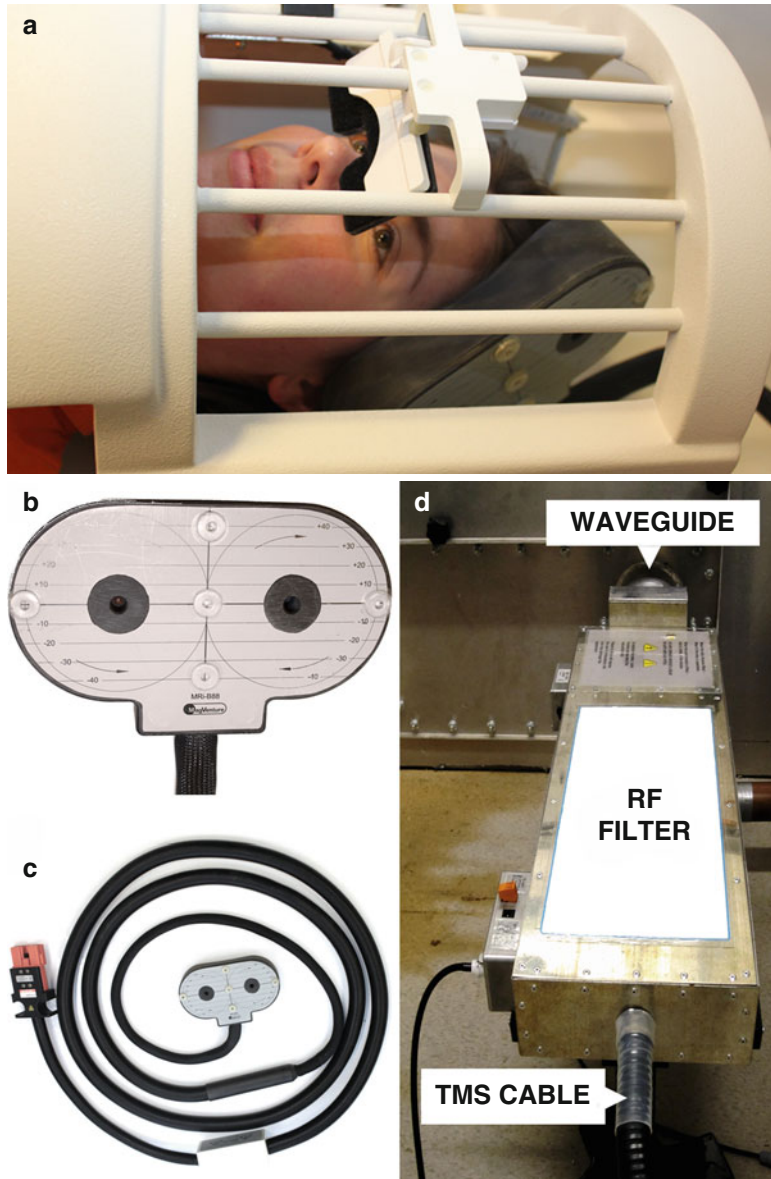 a
b
+40
+30
+20
+20
+10
+10
-10
-10
-20
-20
-30
-30
-40
-40
MRi-B88
MagVenture
c
d
WAVEGUIDE
RF
FILTER
TMS CABLE